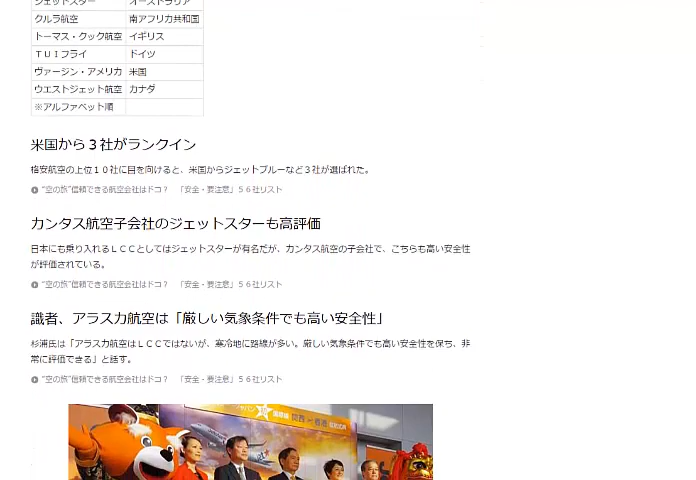 ジェットスター オーストラリア
クルラ航空 南アフリカ共和国
トーマス・クック航空 イギリス
ＴＵＩフライ ドイツ
ヴァージン・アメリカ 米国
ウエストジェット航空 カナダ
※アルファベット順
米国から３社がランクイン
格安航空の上位１０社に目を向けると、米国からジェットブルーなど３社が選ばれた。
“空の旅”信頼できる航空会社はドコ？　「安全・要注意」５６社リスト
カンタス航空子会社のジェットスターも高評価
日本にも乗り入れるＬＣＣとしてはジェットスターが有名だが、カンタス航空の子会社で、こちらも高い安全性
が評価されている。
“空の旅”信頼できる航空会社はドコ？　「安全・要注意」５６社リスト
識者、アラスカ航空は「厳しい気象条件でも高い安全性」
杉浦氏は「アラスカ航空はＬＣＣではないが、寒冷地に路線が多い。厳しい気象条件でも高い安全性を保ち、非
常に評価できる」と話す。
“空の旅”信頼できる航空会社はドコ？　「安全・要注意」５６社リスト